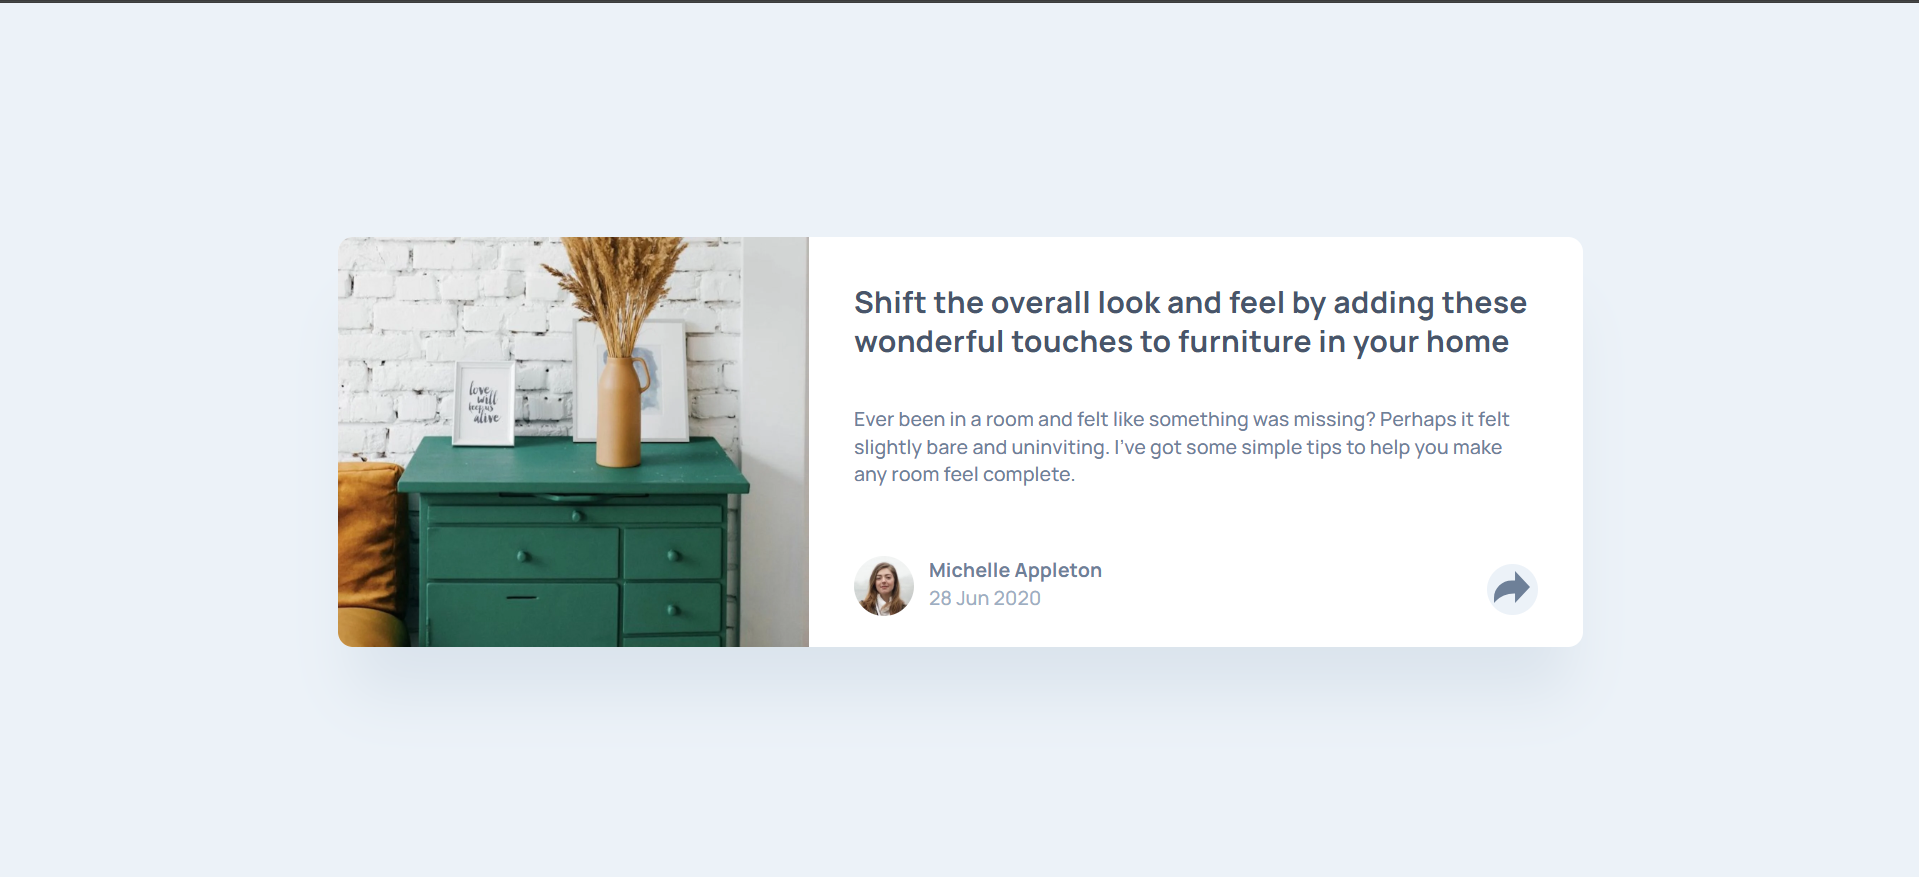 love
will
keep us
alive
Shift the overall look and feel by adding these
wonderful touches to furniture in your home
Ever been in a room and felt like something was missing? Perhaps it felt
slightly bare and uninviting. I’ve got some simple tips to help you make
any room feel complete.
Michelle Appleton
28 Jun 2020